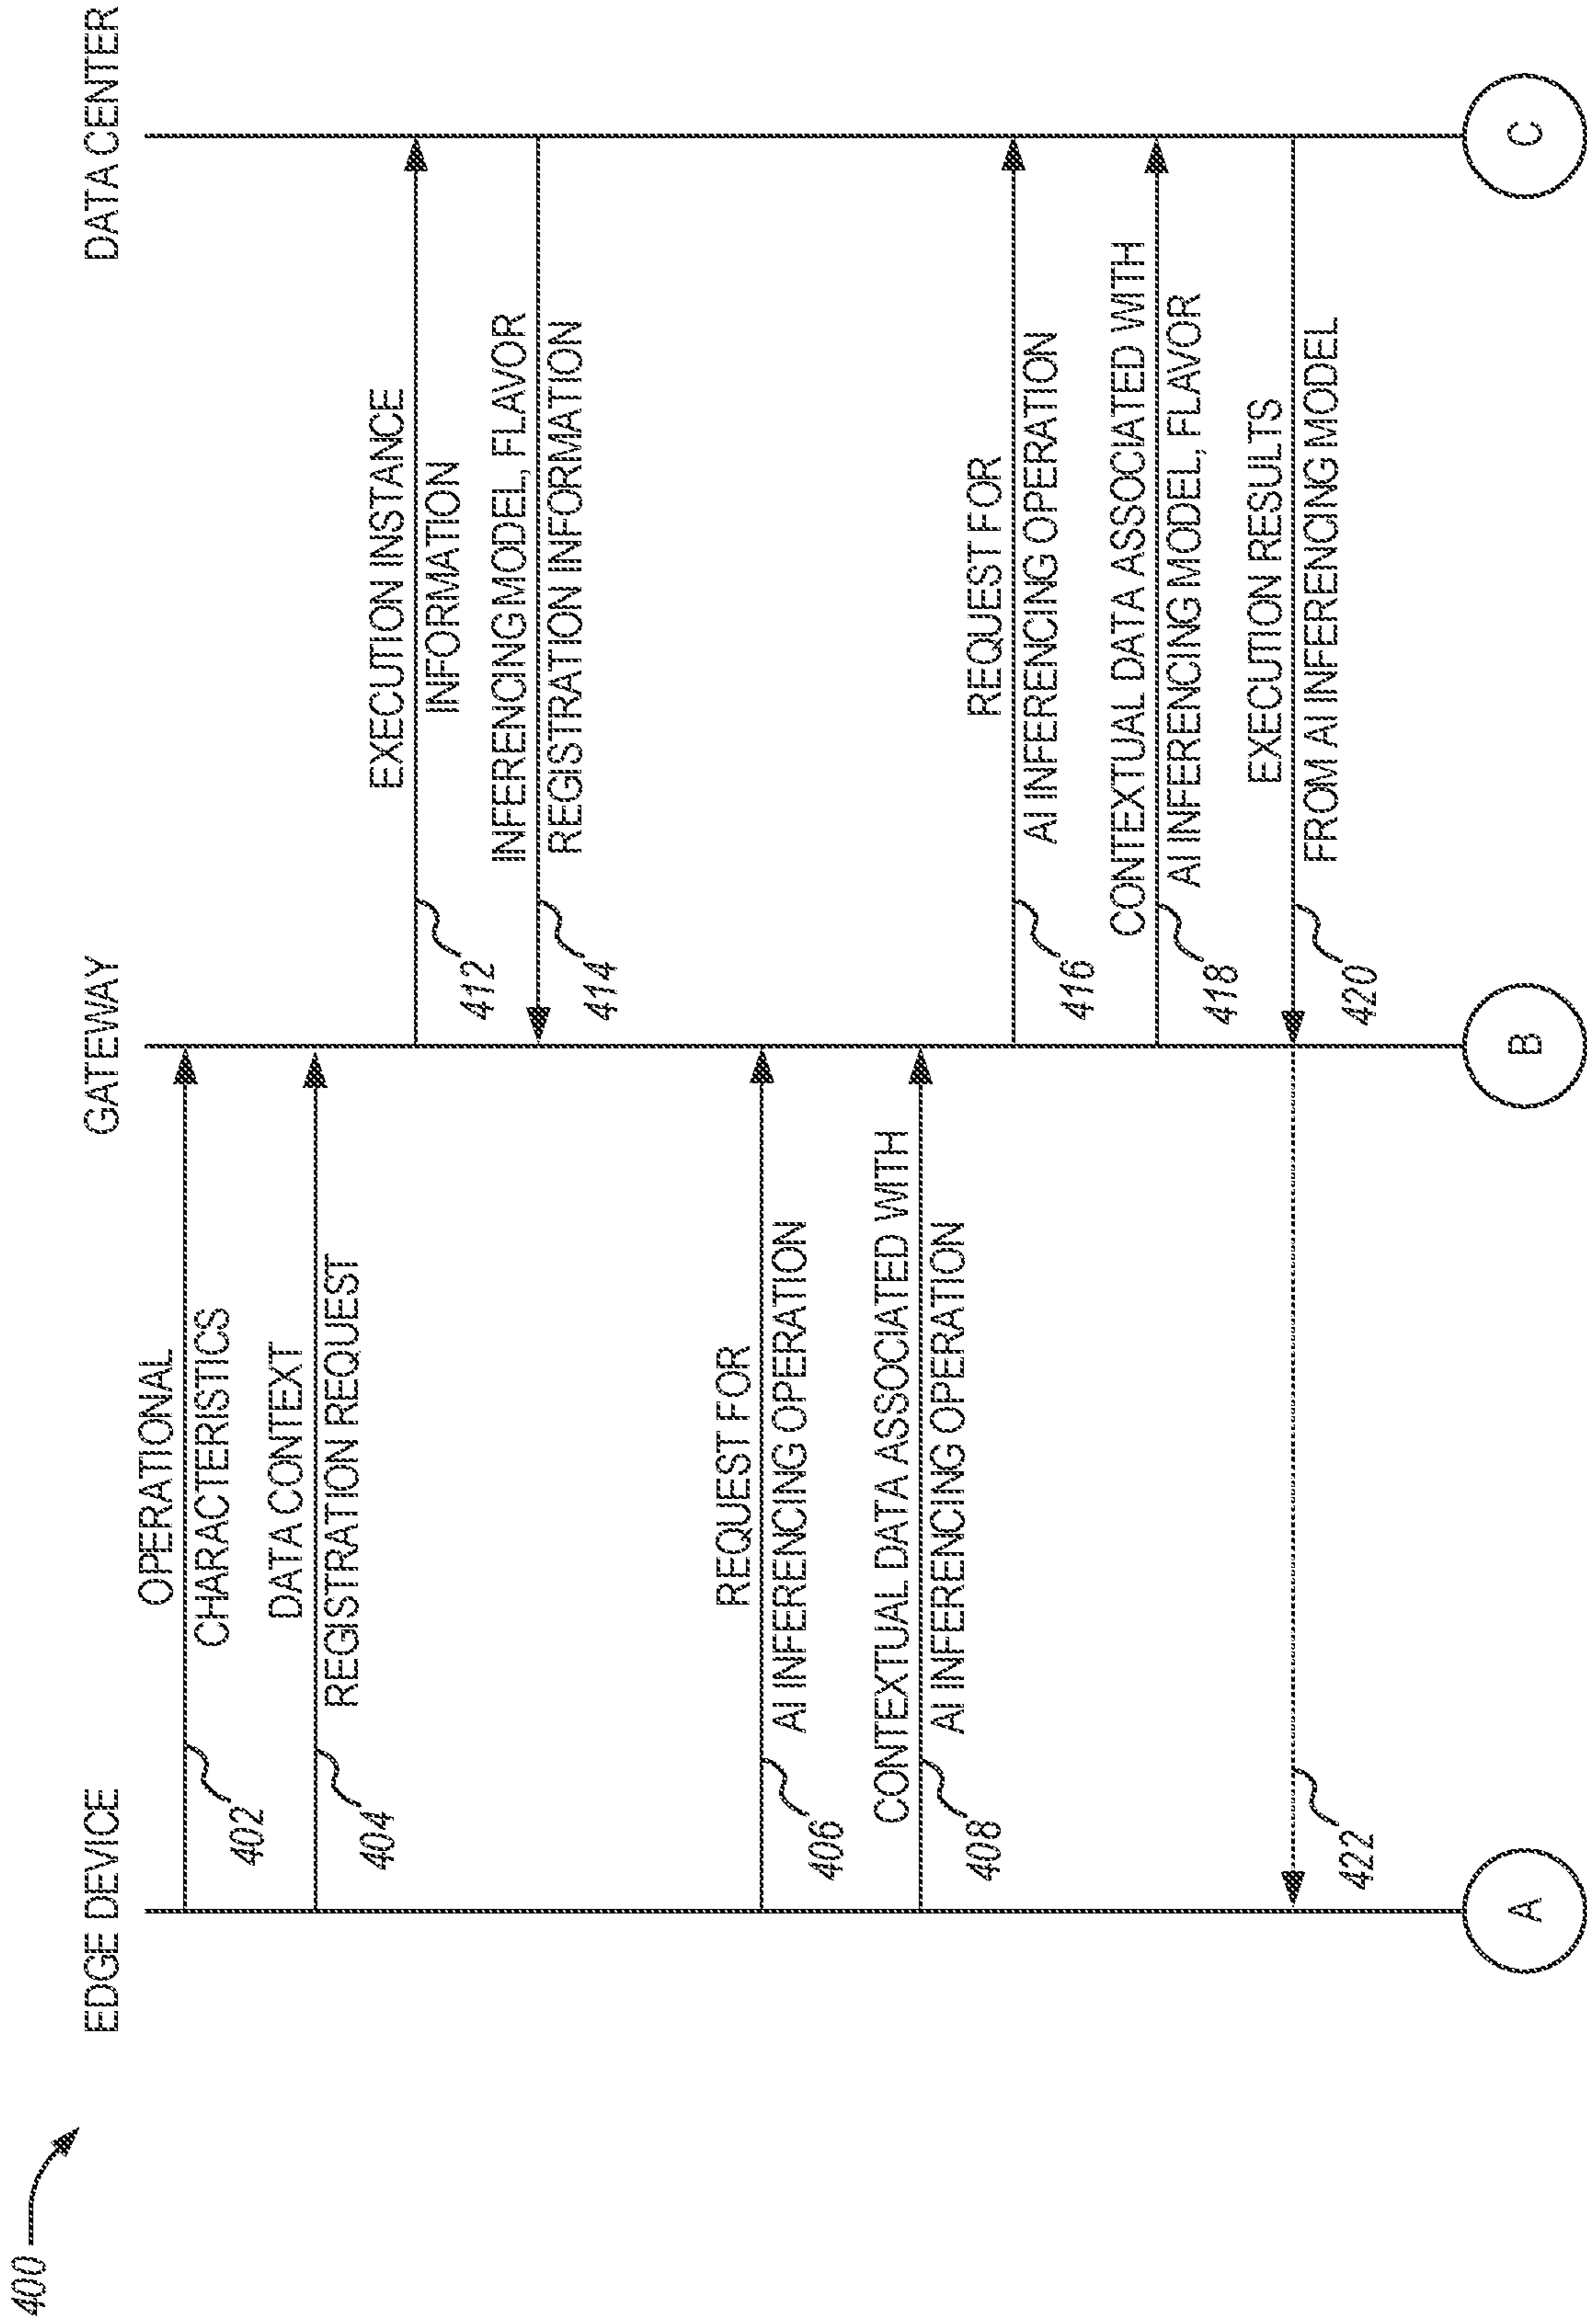 400
EDGE DEVICE
GATEWAY
DATA CENTER
OPERATIONAL
CHARACTERISTICS
402
DATA CONTEXT
REGISTRATION REQUEST
404
EXECUTION INSTANCE
INFORMATION
412
INFERENCING MODEL, FLAVOR
REGISTRATION INFORMATION
414
REQUEST FOR
AI INFERENCING OPERATION
406
CONTEXTUAL DATA ASSOCIATED WITH
AI INFERENCING OPERATION
408
REQUEST FOR
AI INFERENCING OPERATION
416
CONTEXTUAL DATA ASSOCIATED WITH
AI INFERENCING MODEL, FLAVOR
418
EXECUTION RESULTS
FROM AI INFERENCING MODEL
420
422
A
B
C